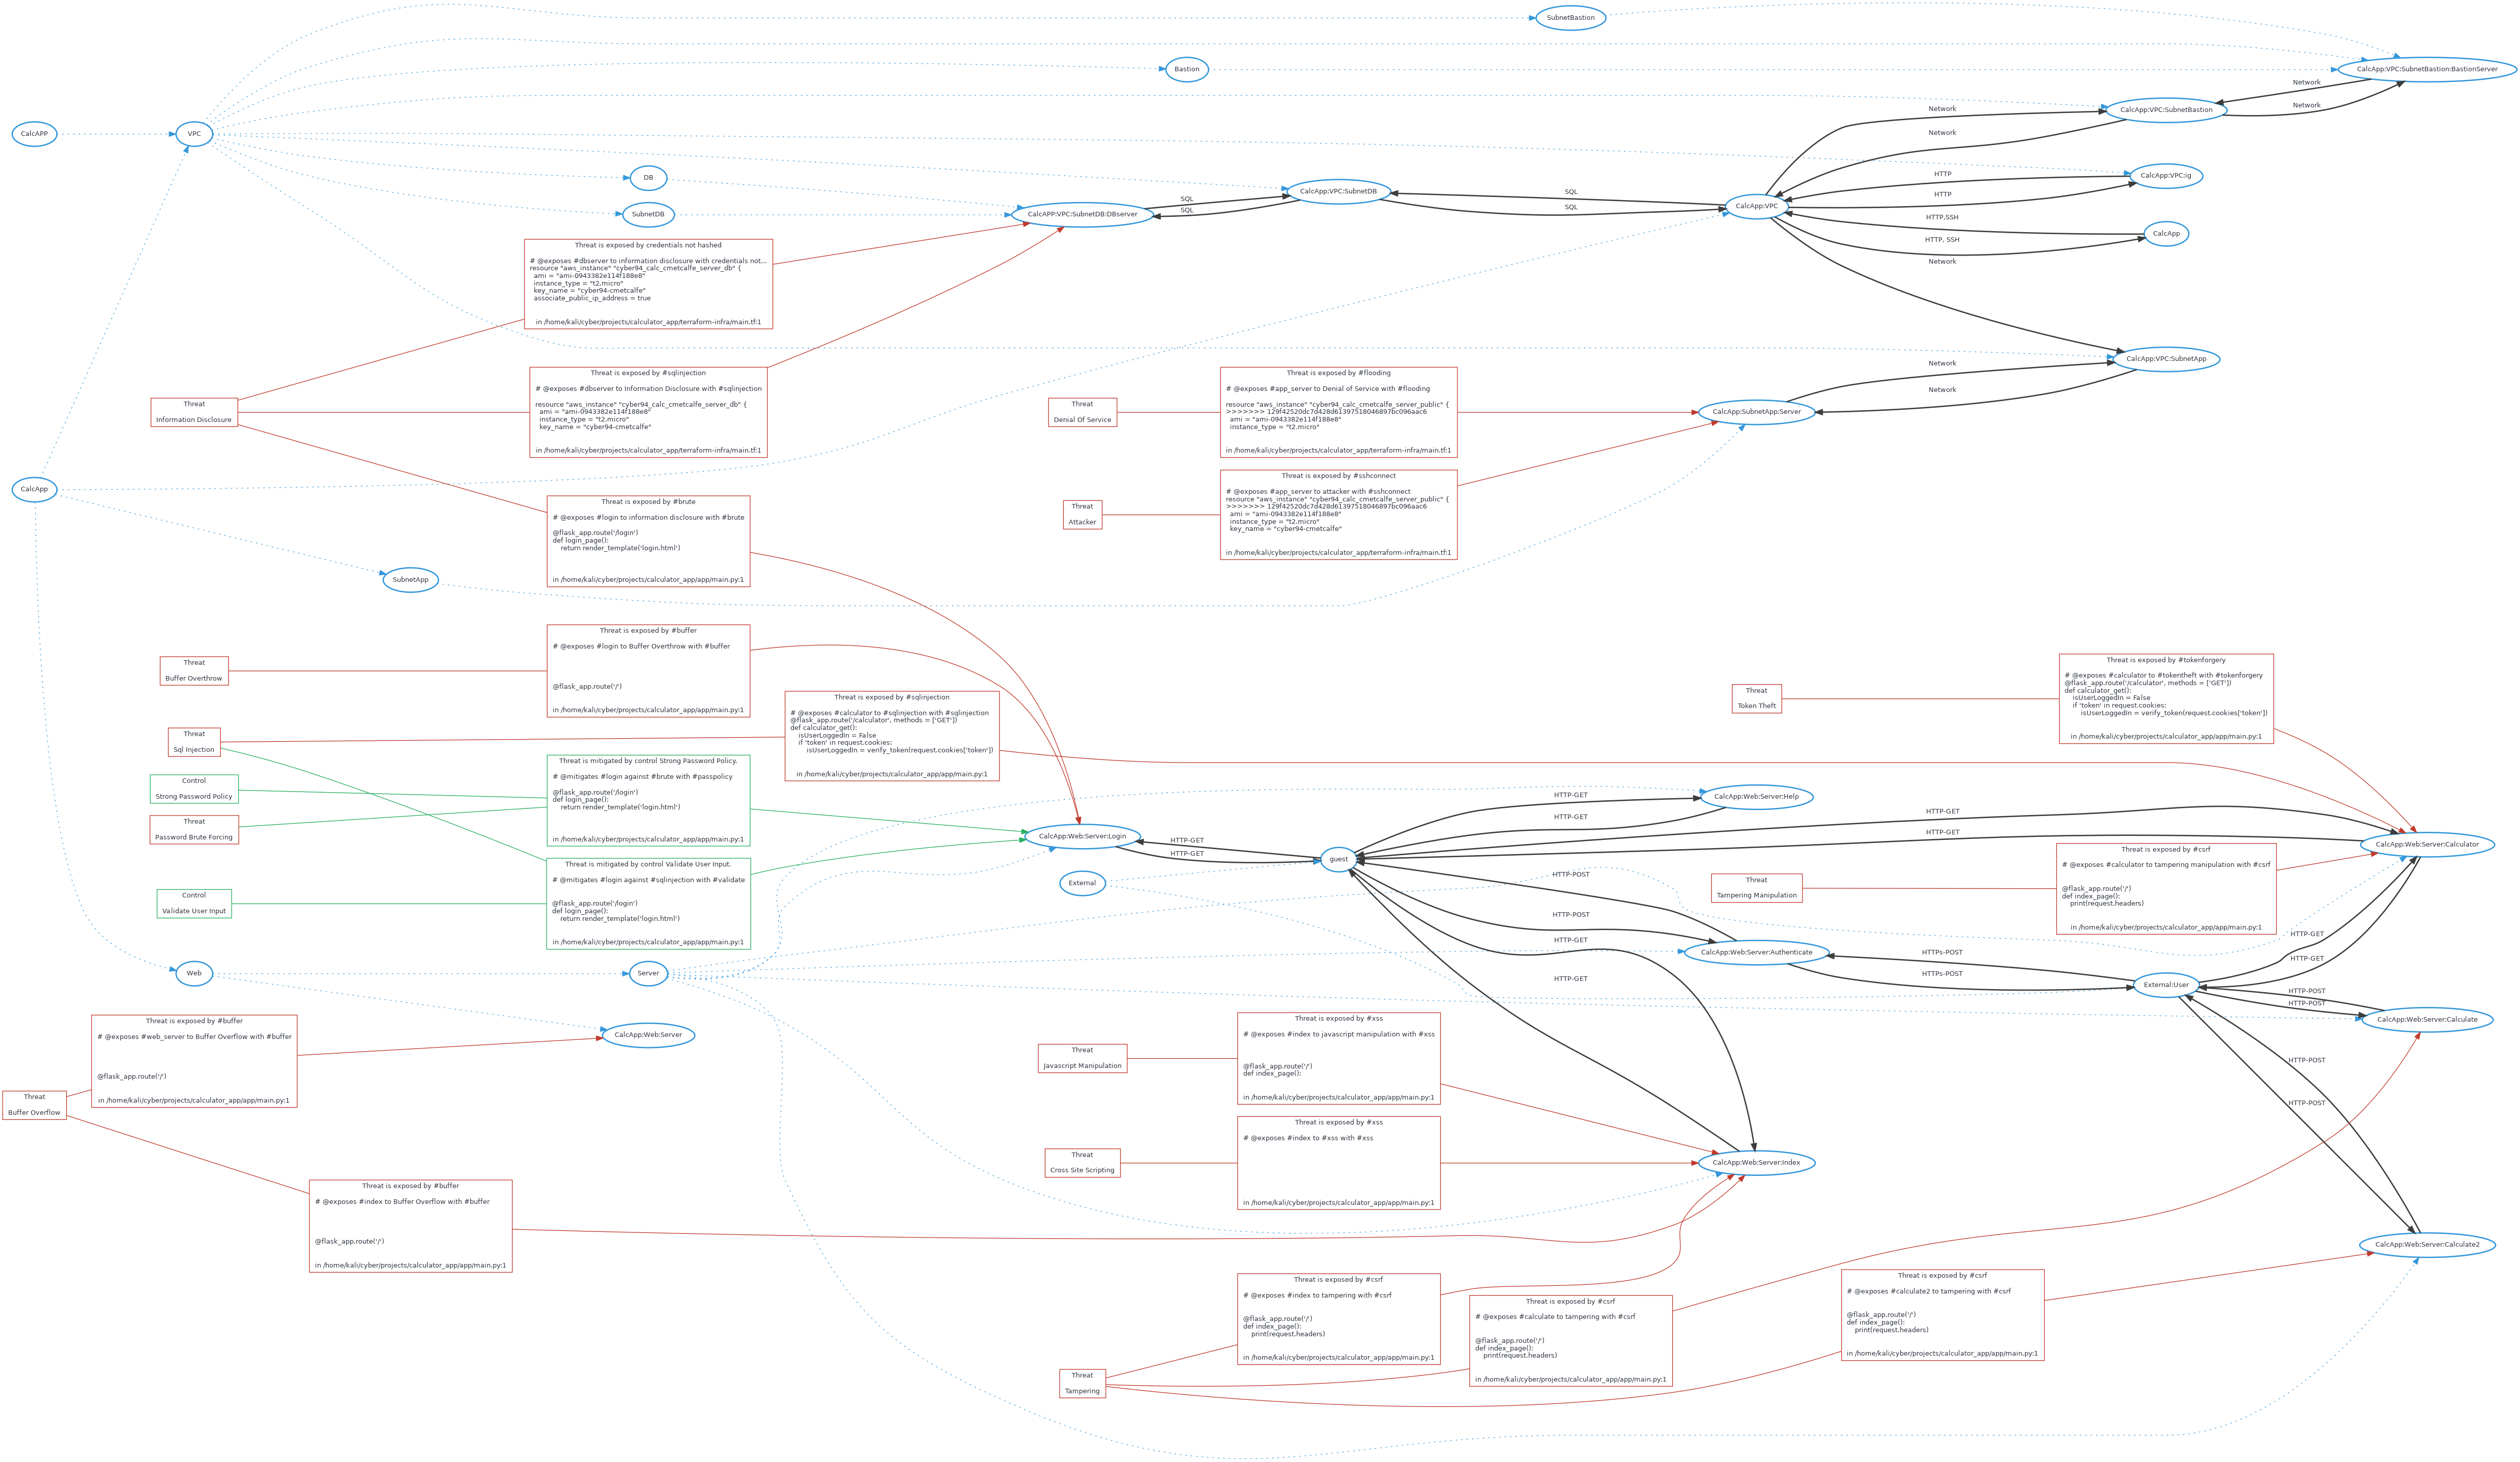 SubnetBastion
Bastion
CalcApp:VPC:SubnetBastion:BastionServer
Network
Network
CalcApp:VPC:SubnetBastion
Network
Network
CalcAPP
VPC
DB
SubnetDB
CalcAPP:VPC:SubnetDB:DBserver
SQL
SQL
CalcApp:VPC:SubnetDB
SQL
SQL
CalcApp:VPC
HTTP
HTTP
CalcApp:VPC:ig
HTTP,SSH
HTTP, SSH
CalcApp
Network
CalcApp:VPC:SubnetApp
Network
Network
CalcApp:SubnetApp:Server
Threat is exposed by credentials not hashed
# @exposes #dbserver to information disclosure with credentials not...
resource "aws_instance" "cyber94_calc_cmetcalfe_server_db" {
ami = "ami-0943382e114f188e8"
instance_type = "t2.micro"
key_name = "cyber94-cmetcalfe"
associate_public_ip_address = true
in /home/kali/cyber/projects/calculator_app/terraform-infra/main.tf:1
Threat
Information Disclosure
Threat is exposed by #sqlinjection
# @exposes #dbserver to Information Disclosure with #sqlinjection
resource "aws_instance" "cyber94_calc_cmetcalfe_server_db" {
ami = "ami-0943382e114f188e8"
instance_type = "t2.micro"
key_name = "cyber94-cmetcalfe"
in /home/kali/cyber/projects/calculator_app/terraform-infra/main.tf:1
Threat
Denial Of Service
Threat is exposed by #flooding
# @exposes #app_server to Denial of Service with #flooding
resource "aws_instance" "cyber94_calc_cmetcalfe_server_public" {
>>>>>>> 129f42520dc7d428d61397518046897bc096aac6
ami = "ami-0943382e114f188e8"
instance_type = "t2.micro"
in /home/kali/cyber/projects/calculator_app/terraform-infra/main.tf:1
Threat
Attacker
Threat is exposed by #sshconnect
# @exposes #app_server to attacker with #sshconnect
resource "aws_instance" "cyber94_calc_cmetcalfe_server_public" {
>>>>>>> 129f42520dc7d428d61397518046897bc096aac6
ami = "ami-0943382e114f188e8"
instance_type = "t2.micro"
key_name = "cyber94-cmetcalfe"
in /home/kali/cyber/projects/calculator_app/terraform-infra/main.tf:1
CalcApp
SubnetApp
Threat is exposed by #brute
# @exposes #login to information disclosure with #brute
@flask_app.route('/login')
def login_page():
return render_template('login.html')
in /home/kali/cyber/projects/calculator_app/app/main.py:1
Threat
Buffer Overthrow
Threat is exposed by #buffer
# @exposes #login to Buffer Overthrow with #buffer
@flask_app.route('/')
in /home/kali/cyber/projects/calculator_app/app/main.py:1
Threat
Sql Injection
Threat is exposed by #sqlinjection
# @exposes #calculator to #sqlinjection with #sqlinjection
@flask_app.route('/calculator', methods = ['GET'])
def calculator_get():
isUserLoggedIn = False
if 'token' in request.cookies:
isUserLoggedIn = verify_token(request.cookies['token'])
in /home/kali/cyber/projects/calculator_app/app/main.py:1
Threat
Token Theft
Threat is exposed by #tokenforgery
# @exposes #calculator to #tokentheft with #tokenforgery
@flask_app.route('/calculator', methods = ['GET'])
def calculator_get():
isUserLoggedIn = False
if 'token' in request.cookies:
isUserLoggedIn = verify_token(request.cookies['token'])
in /home/kali/cyber/projects/calculator_app/app/main.py:1
Control
Strong Password Policy
Threat
Password Brute Forcing
Threat is mitigated by control Strong Password Policy.
# @mitigates #login against #brute with #passpolicy
@flask_app.route('/login')
def login_page():
return render_template('login.html')
in /home/kali/cyber/projects/calculator_app/app/main.py:1
Control
Validate User Input
Threat is mitigated by control Validate User Input.
# @mitigates #login against #sqlinjection with #validate
@flask_app.route('/login')
def login_page():
return render_template('login.html')
in /home/kali/cyber/projects/calculator_app/app/main.py:1
CalcApp:Web:Server:Login
HTTP-GET
HTTP-GET
External
guest
HTTP-GET
HTTP-GET
CalcApp:Web:Server:Help
HTTP-GET
HTTP-GET
CalcApp:Web:Server:Calculator
HTTP-POST
HTTP-POST
HTTP-GET
HTTP-GET
Threat
Tampering Manipulation
Threat is exposed by #csrf
# @exposes #calculator to tampering manipulation with #csrf
@flask_app.route('/')
def index_page():
print(request.headers)
in /home/kali/cyber/projects/calculator_app/app/main.py:1
CalcApp:Web:Server:Authenticate
HTTPs-POST
HTTPs-POST
External:User
HTTP-GET
HTTP-GET
HTTP-POST
HTTP-POST
CalcApp:Web:Server:Calculate
HTTP-POST
HTTP-POST
Web
Server
CalcApp:Web:Server
Threat is exposed by #buffer
# @exposes #web_server to Buffer Overflow with #buffer
@flask_app.route('/')
in /home/kali/cyber/projects/calculator_app/app/main.py:1
Threat
Buffer Overflow
Threat is exposed by #buffer
# @exposes #index to Buffer Overflow with #buffer
@flask_app.route('/')
in /home/kali/cyber/projects/calculator_app/app/main.py:1
Threat
Javascript Manipulation
Threat is exposed by #xss
# @exposes #index to javascript manipulation with #xss
@flask_app.route('/')
def index_page():
in /home/kali/cyber/projects/calculator_app/app/main.py:1
Threat
Cross Site Scripting
Threat is exposed by #xss
# @exposes #index to #xss with #xss
in /home/kali/cyber/projects/calculator_app/app/main.py:1
CalcApp:Web:Server:Index
CalcApp:Web:Server:Calculate2
Threat
Tampering
Threat is exposed by #csrf
# @exposes #index to tampering with #csrf
@flask_app.route('/')
def index_page():
print(request.headers)
in /home/kali/cyber/projects/calculator_app/app/main.py:1
Threat is exposed by #csrf
# @exposes #calculate to tampering with #csrf
@flask_app.route('/')
def index_page():
print(request.headers)
in /home/kali/cyber/projects/calculator_app/app/main.py:1
Threat is exposed by #csrf
# @exposes #calculate2 to tampering with #csrf
@flask_app.route('/')
def index_page():
print(request.headers)
in /home/kali/cyber/projects/calculator_app/app/main.py:1